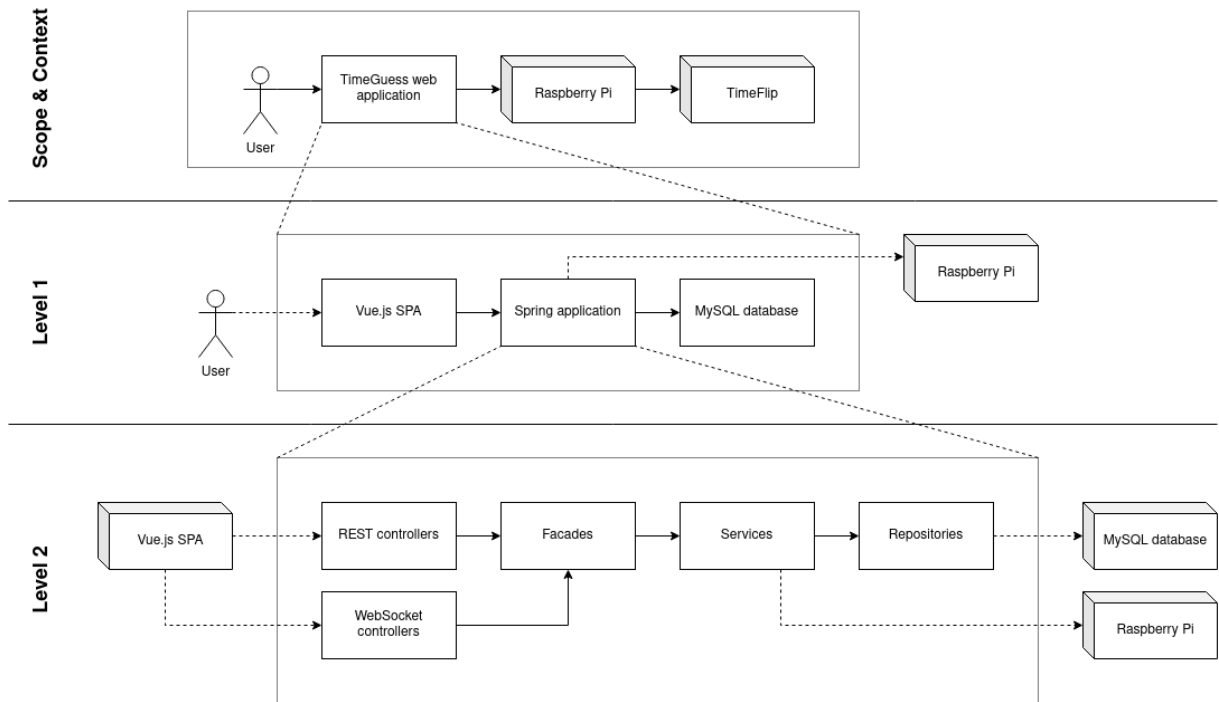 Scope & Context
TimeGuess web
application
Raspberry Pi
TimeFlip
User
Level 1
Raspberry Pi
Vue.js SPA
Spring application
MySQL database
User
Level 2
Vue.js SPA
REST controllers
Facades
Services
Repositories
MySQL database
WebSocket
controllers
Raspberry Pi